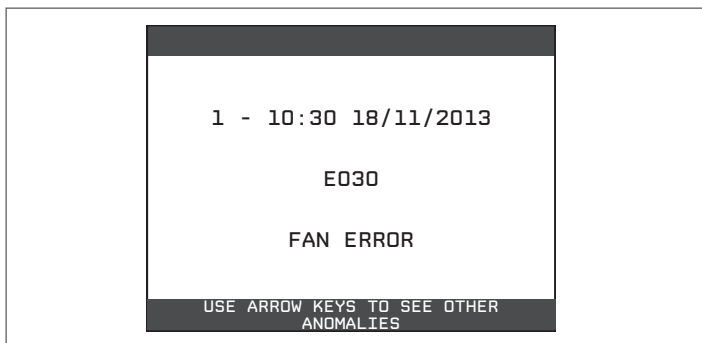 1 - 10:30 18/11/2013
E030
FAN ERROR
USE ARROW KEYS TO SEE OTHER
ANOMALIES